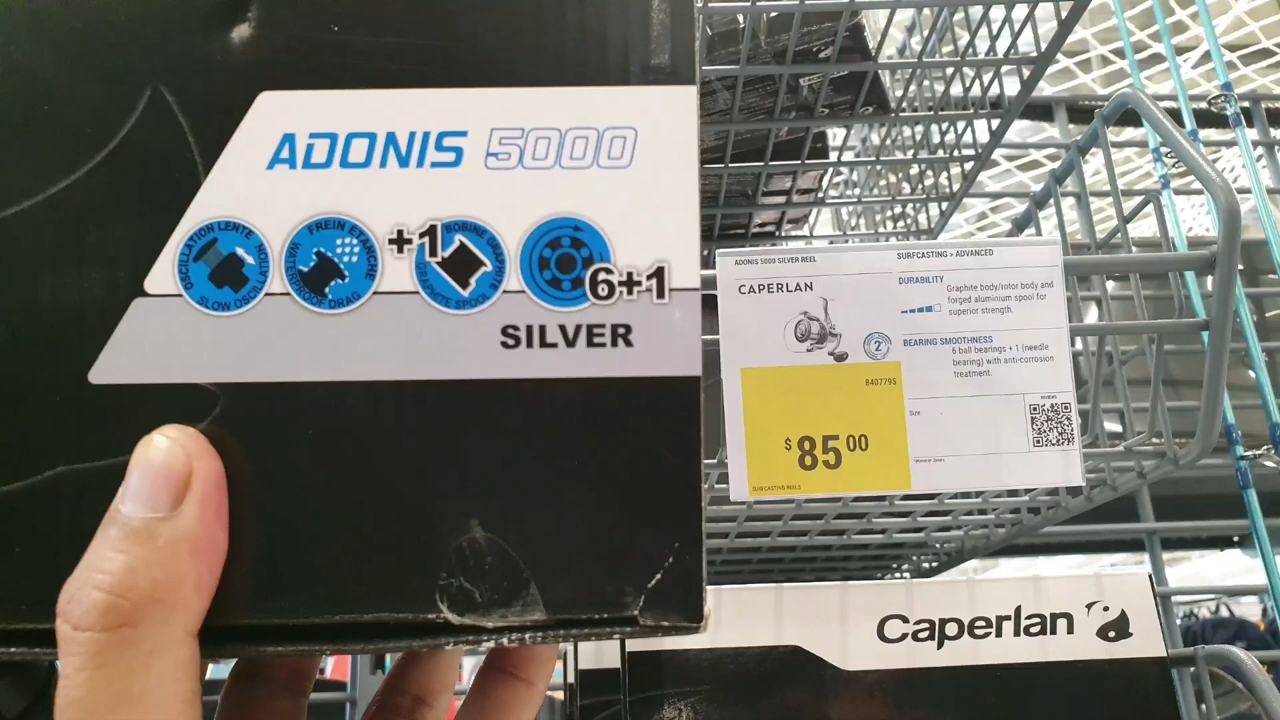 ADONIS 5000
OSCILLATION LENTE
SLOW OSCILLATION
FREIN ETANCHE
WATERPROOF DRAG
+1
BOBINE GRAPHITE
GRAPHITE SPOOL
6+1
SILVER
ADONIS 5000 SILVER REEL
SURFCASTING > ADVANCED
CAPERLAN
DURABILITY
Graphite body/rotor body and
forged aluminium spool for
superior strength.
BEARING SMOOTHNESS
6 ball bearings + 1 (needle
bearing) with anti-corrosion
treatment.
2
8407795
$85 00
SURFCASTING REELS
Size:
REVIEWS
Caperlan